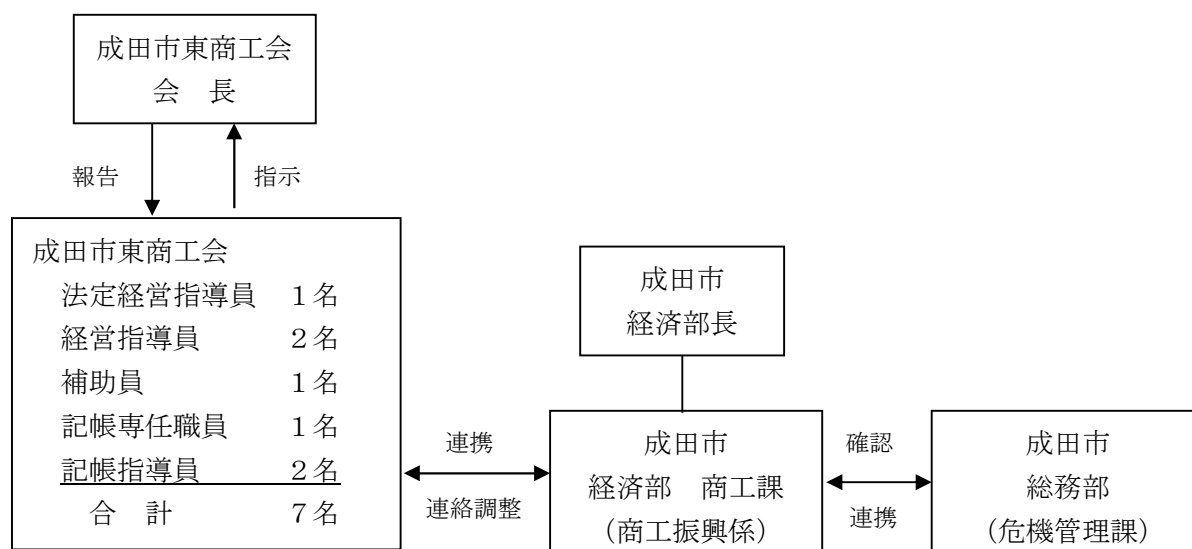 成田市東商工会
会　長
報告
指示
成田市東商工会
法定経営指導員　１名
経営指導員　２名
補助員　１名
記帳専任職員　１名
記帳指導員　２名
合　計　７名
連携
連絡調整
成田市
経済部長
成田市
経済部　商工課
（商工振興係）
確認
連携
成田市
総務部
（危機管理課）